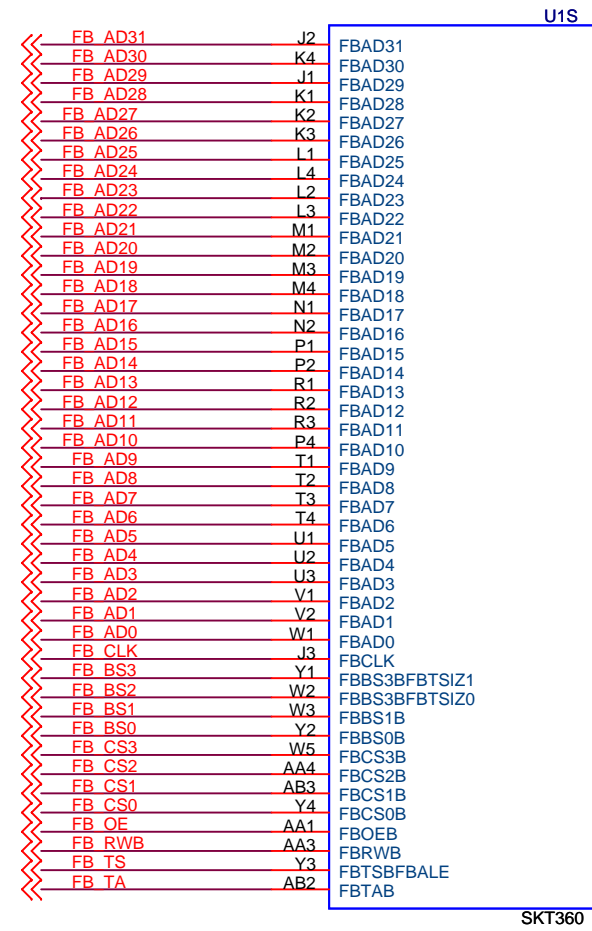 U1S
FB_AD31 J2 FBAD31
FB_AD30 K4 FBAD30
FB_AD29 J1 FBAD29
FB_AD28 K1 FBAD28
FB_AD27 K2 FBAD27
FB_AD26 K3 FBAD26
FB_AD25 L1 FBAD25
FB_AD24 L4 FBAD24
FB_AD23 L2 FBAD23
FB_AD22 L3 FBAD22
FB_AD21 M1 FBAD21
FB_AD20 M2 FBAD20
FB_AD19 M3 FBAD19
FB_AD18 M4 FBAD18
FB_AD17 N1 FBAD17
FB_AD16 N2 FBAD16
FB_AD15 P1 FBAD15
FB_AD14 P2 FBAD14
FB_AD13 R1 FBAD13
FB_AD12 R2 FBAD12
FB_AD11 R3 FBAD11
FB_AD10 P4 FBAD10
FB_AD9 T1 FBAD9
FB_AD8 T2 FBAD8
FB_AD7 T3 FBAD7
FB_AD6 T4 FBAD6
FB_AD5 U1 FBAD5
FB_AD4 U2 FBAD4
FB_AD3 U3 FBAD3
FB_AD2 V1 FBAD2
FB_AD1 V2 FBAD1
FB_AD0 W1 FBAD0
FB_CLK J3 FBCLK
FB_BS3 Y1 FBBS3BFBTSIZ1
FB_BS2 W2 FBBS3BFBTSIZ0
FB_BS1 W3 FBBS1B
FB_BS0 Y2 FBBS0B
FB_CS3 W5 FBCS3B
FB_CS2 AA4 FBCS2B
FB_CS1 AB3 FBCS1B
FB_CS0 Y4 FBCS0B
FB_OE AA1 FBOEB
FB_RWB AA3 FBRWB
FB_TS Y3 FBTSBFBALE
FB_TA AB2 FBTAB
SKT360